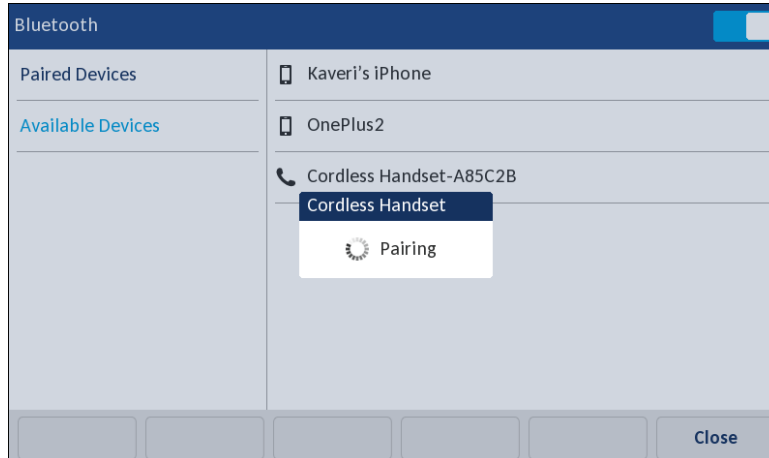 Bluetooth
Paired Devices
Available Devices
Kaveri’s iPhone
OnePlus2
Cordless Handset-A85C2B
Cordless Handset
Pairing
Close